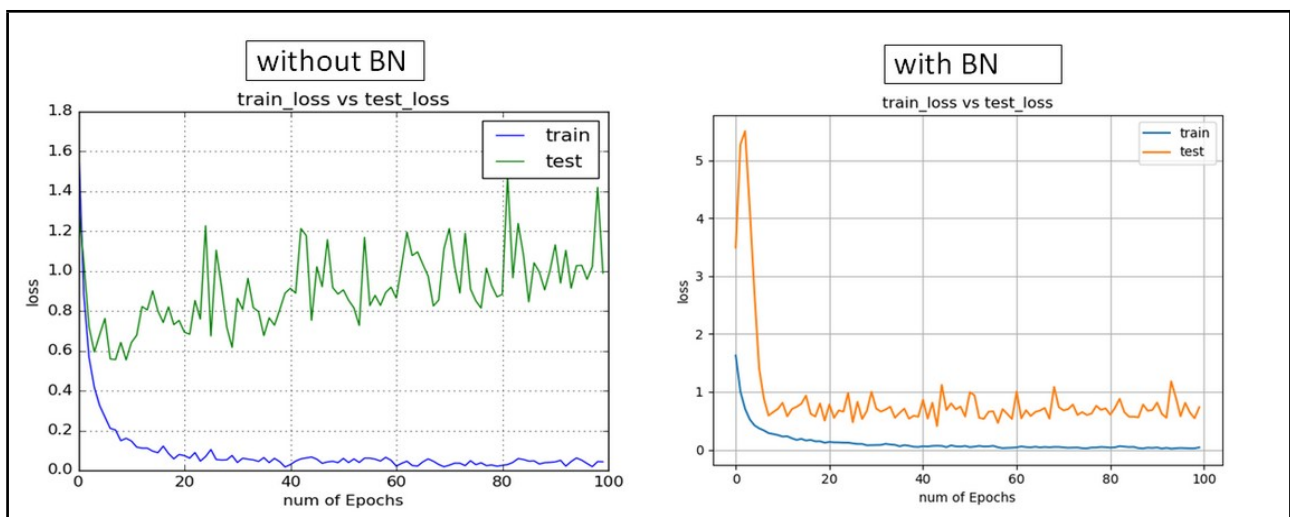 without BN
train_loss vs test_loss
1.8
1.6
1.4
1.2
1.0
0.8
0.6
0.4
0.2
0.0
loss
train
test
0 20 40 60 80 100
num of Epochs
with BN
train_loss vs test_loss
5
4
3
2
1
0
loss
train
test
0 20 40 60 80 100
num of Epochs